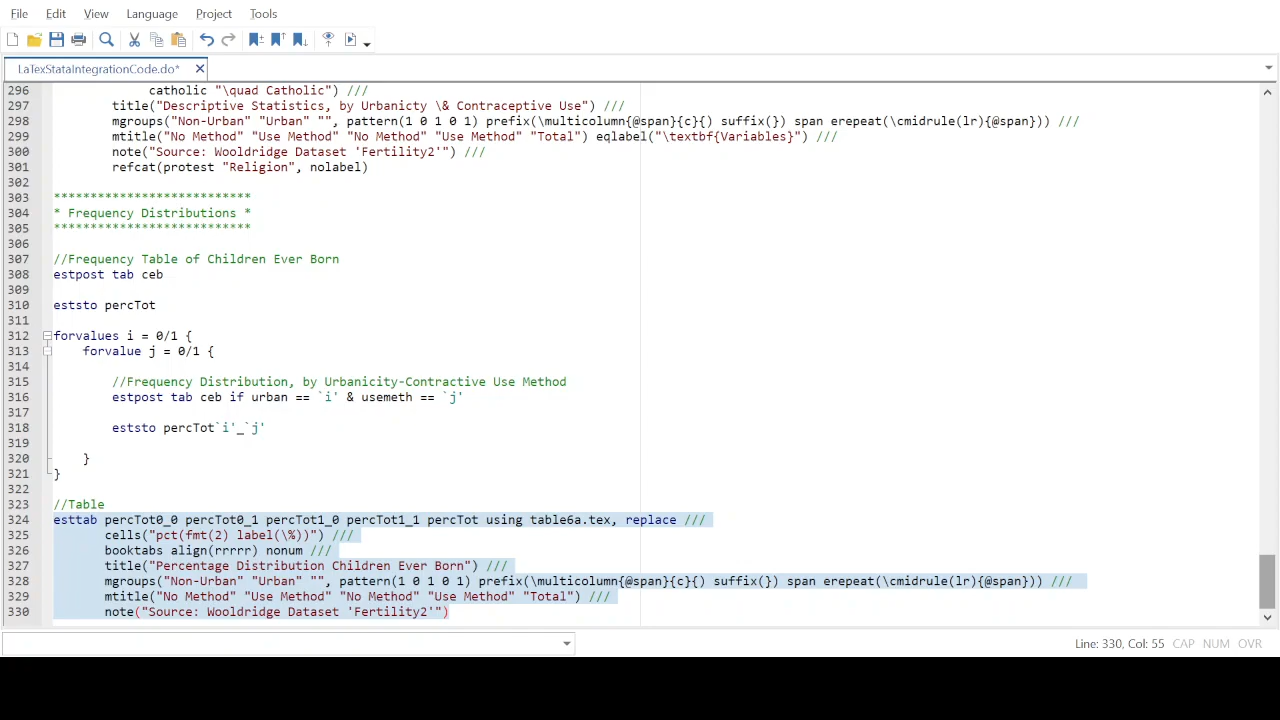 File Edit View Language Project Tools
LaTexStataIntegrationCode.do*
296 catholic "\quad Catholic") ///
297 title("Descriptive Statistics, by Urbanicty \& Contraceptive Use") ///
298 mgroups("Non-Urban" "Urban" "", pattern(1 0 1 0 1) prefix(\multicolumn{@span}{c}{) suffix(}) span erepeat(\cmidrule(lr){@span})) ///
299 mtitle("No Method" "Use Method" "No Method" "Use Method" "Total") eqlabel("\textbf{Variables}") ///
300 note("Source: Wooldridge Dataset 'Fertility2'") ///
301 refcat(protest "Religion", nolabel)
302
303 ***************************
304 * Frequency Distributions *
305 ***************************
306
307 //Frequency Table of Children Ever Born
308 estpost tab ceb
309
310 eststo percTot
311
312 forvalues i = 0/1 {
313 forvalue j = 0/1 {
314
315 //Frequency Distribution, by Urbanicity-Contractive Use Method
316 estpost tab ceb if urban == `i' & usemeth == `j'
317
318 eststo percTot`i'_`j'
319
320 }
321 }
322
323 //Table
324 esttab percTot0_0 percTot0_1 percTot1_0 percTot1_1 percTot using table6a.tex, replace ///
325 cells("pct(fmt(2) label(\%))") ///
326 booktabs align(rrrrr) nonum ///
327 title("Percentage Distribution Children Ever Born") ///
328 mgroups("Non-Urban" "Urban" "", pattern(1 0 1 0 1) prefix(\multicolumn{@span}{c}{) suffix(}) span erepeat(\cmidrule(lr){@span})) ///
329 mtitle("No Method" "Use Method" "No Method" "Use Method" "Total") ///
330 note("Source: Wooldridge Dataset 'Fertility2'")
Line: 330, Col: 55 CAP NUM OVR